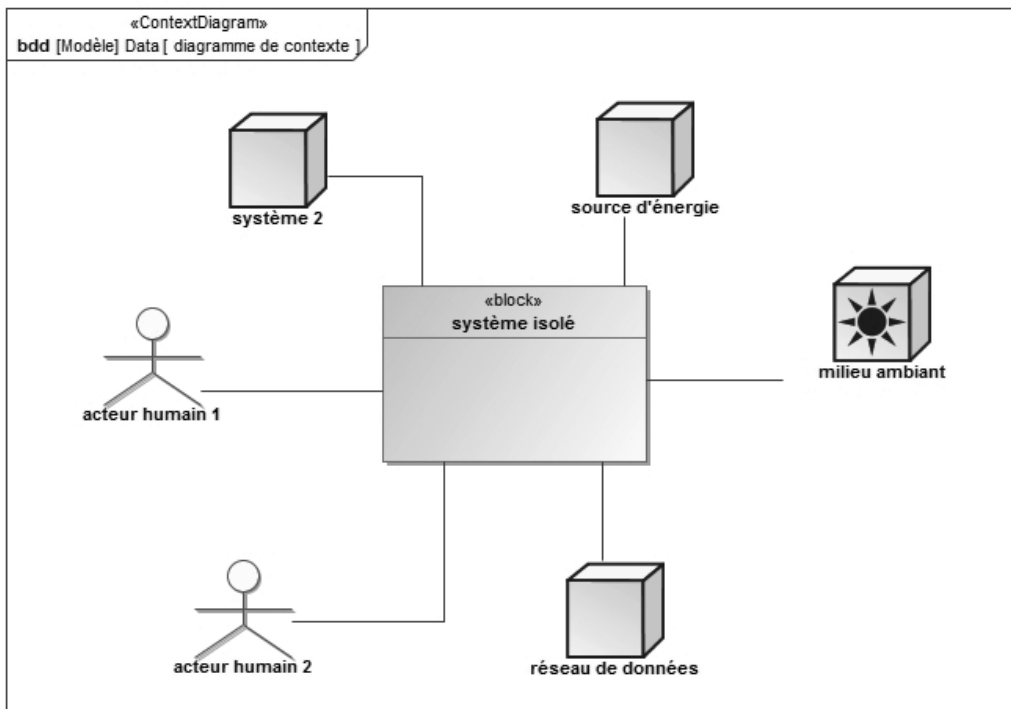 «ContextDiagram»
bdd [Modèle] Data [ diagramme de contexte ]
système 2
source d'énergie
«block»
système isolé
milieu ambiant
acteur humain 1
acteur humain 2
réseau de données